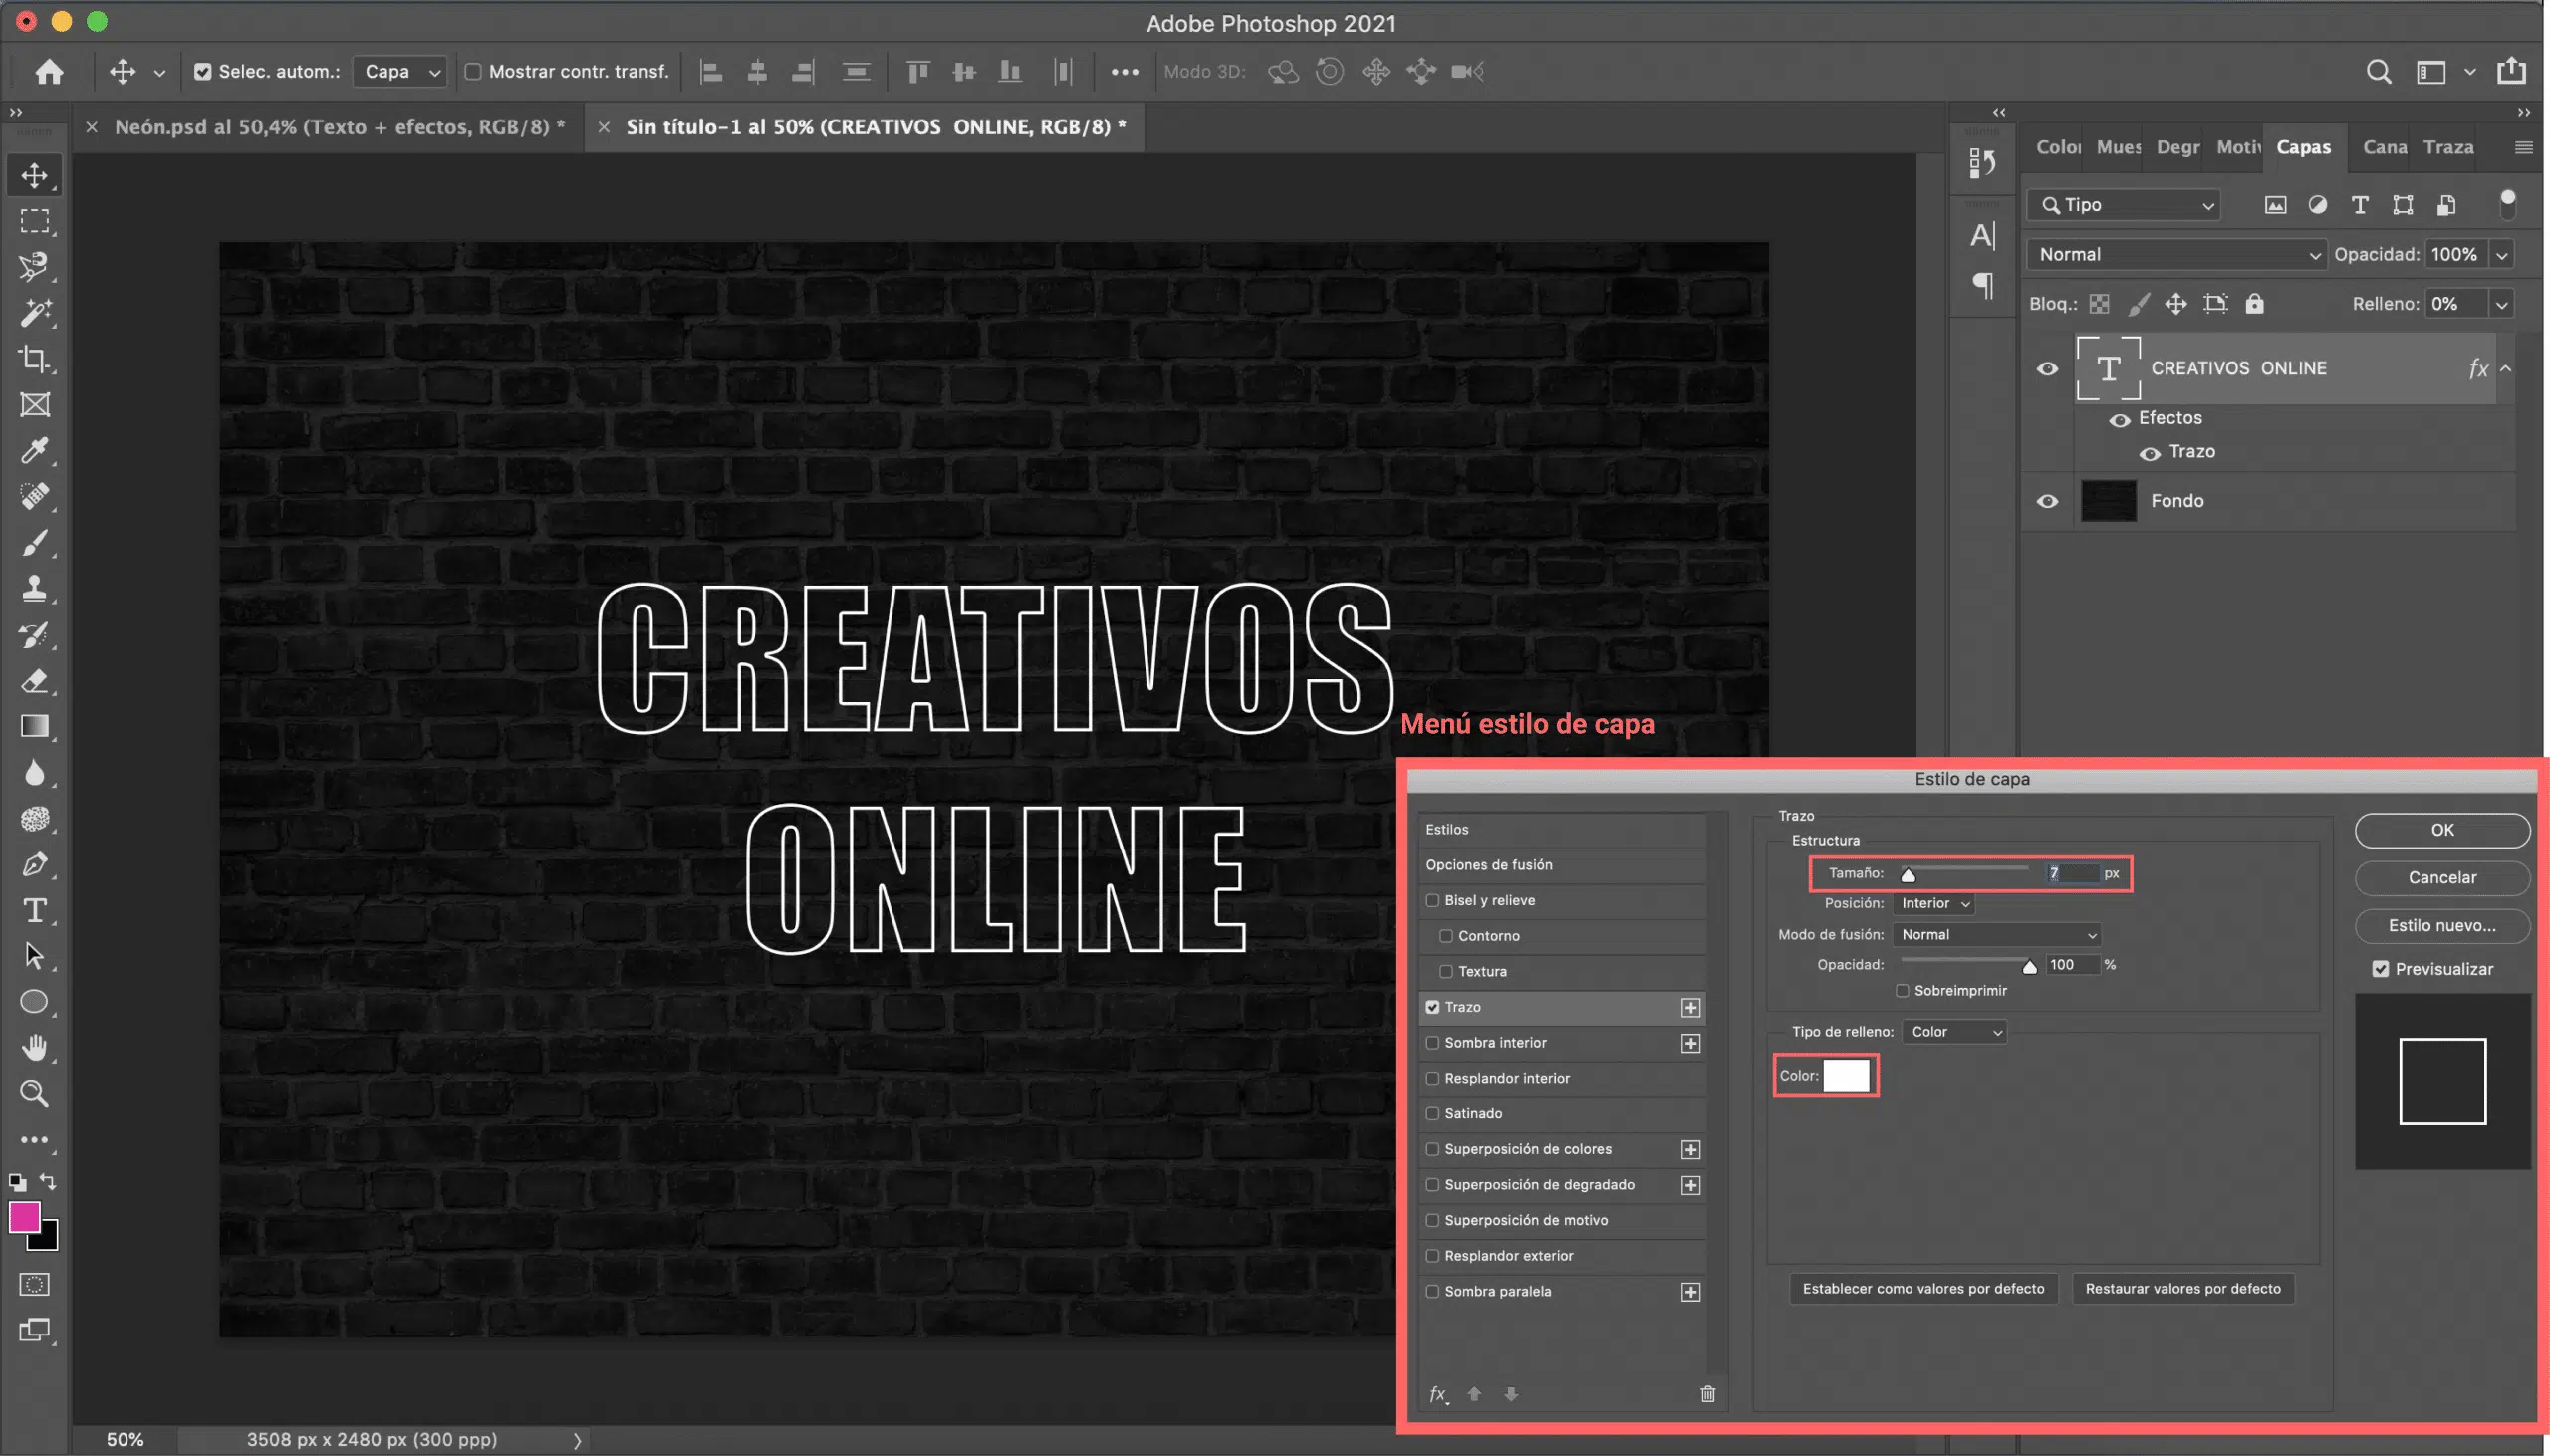 Adobe Photoshop 2021
Selec. autom.: Capa Mostrar contr. transf. Modo 3D:
Neón.psd al 50,4% (Texto + efectos, RGB/8) *
Sin título-1 al 50% (CREATIVOS ONLINE, RGB/8) *
Color Mues Degr Motiv Capas Cana Traza
Tipo
Normal Opacidad: 100%
Bloq.: Relleno: 0%
T CREATIVOS ONLINE fx
Efectos
Trazo
Fondo
CREATIVOS
ONLINE
Menú estilo de capa
Estilo de capa
Estilos
Opciones de fusión
Bisel y relieve
Contorno
Textura
Trazo
Sombra interior
Resplandor interior
Satinado
Superposición de colores
Superposición de degradado
Superposición de motivo
Resplandor exterior
Sombra paralela
fx
Trazo
Estructura
Tamaño: 7 px
Posición: Interior
Modo de fusión: Normal
Opacidad: 100 %
Sobreimprimir
Tipo de relleno: Color
Color:
Establecer como valores por defecto Restaurar valores por defecto
OK
Cancelar
Estilo nuevo...
Previsualizar
50% 3508 px x 2480 px (300 ppp)